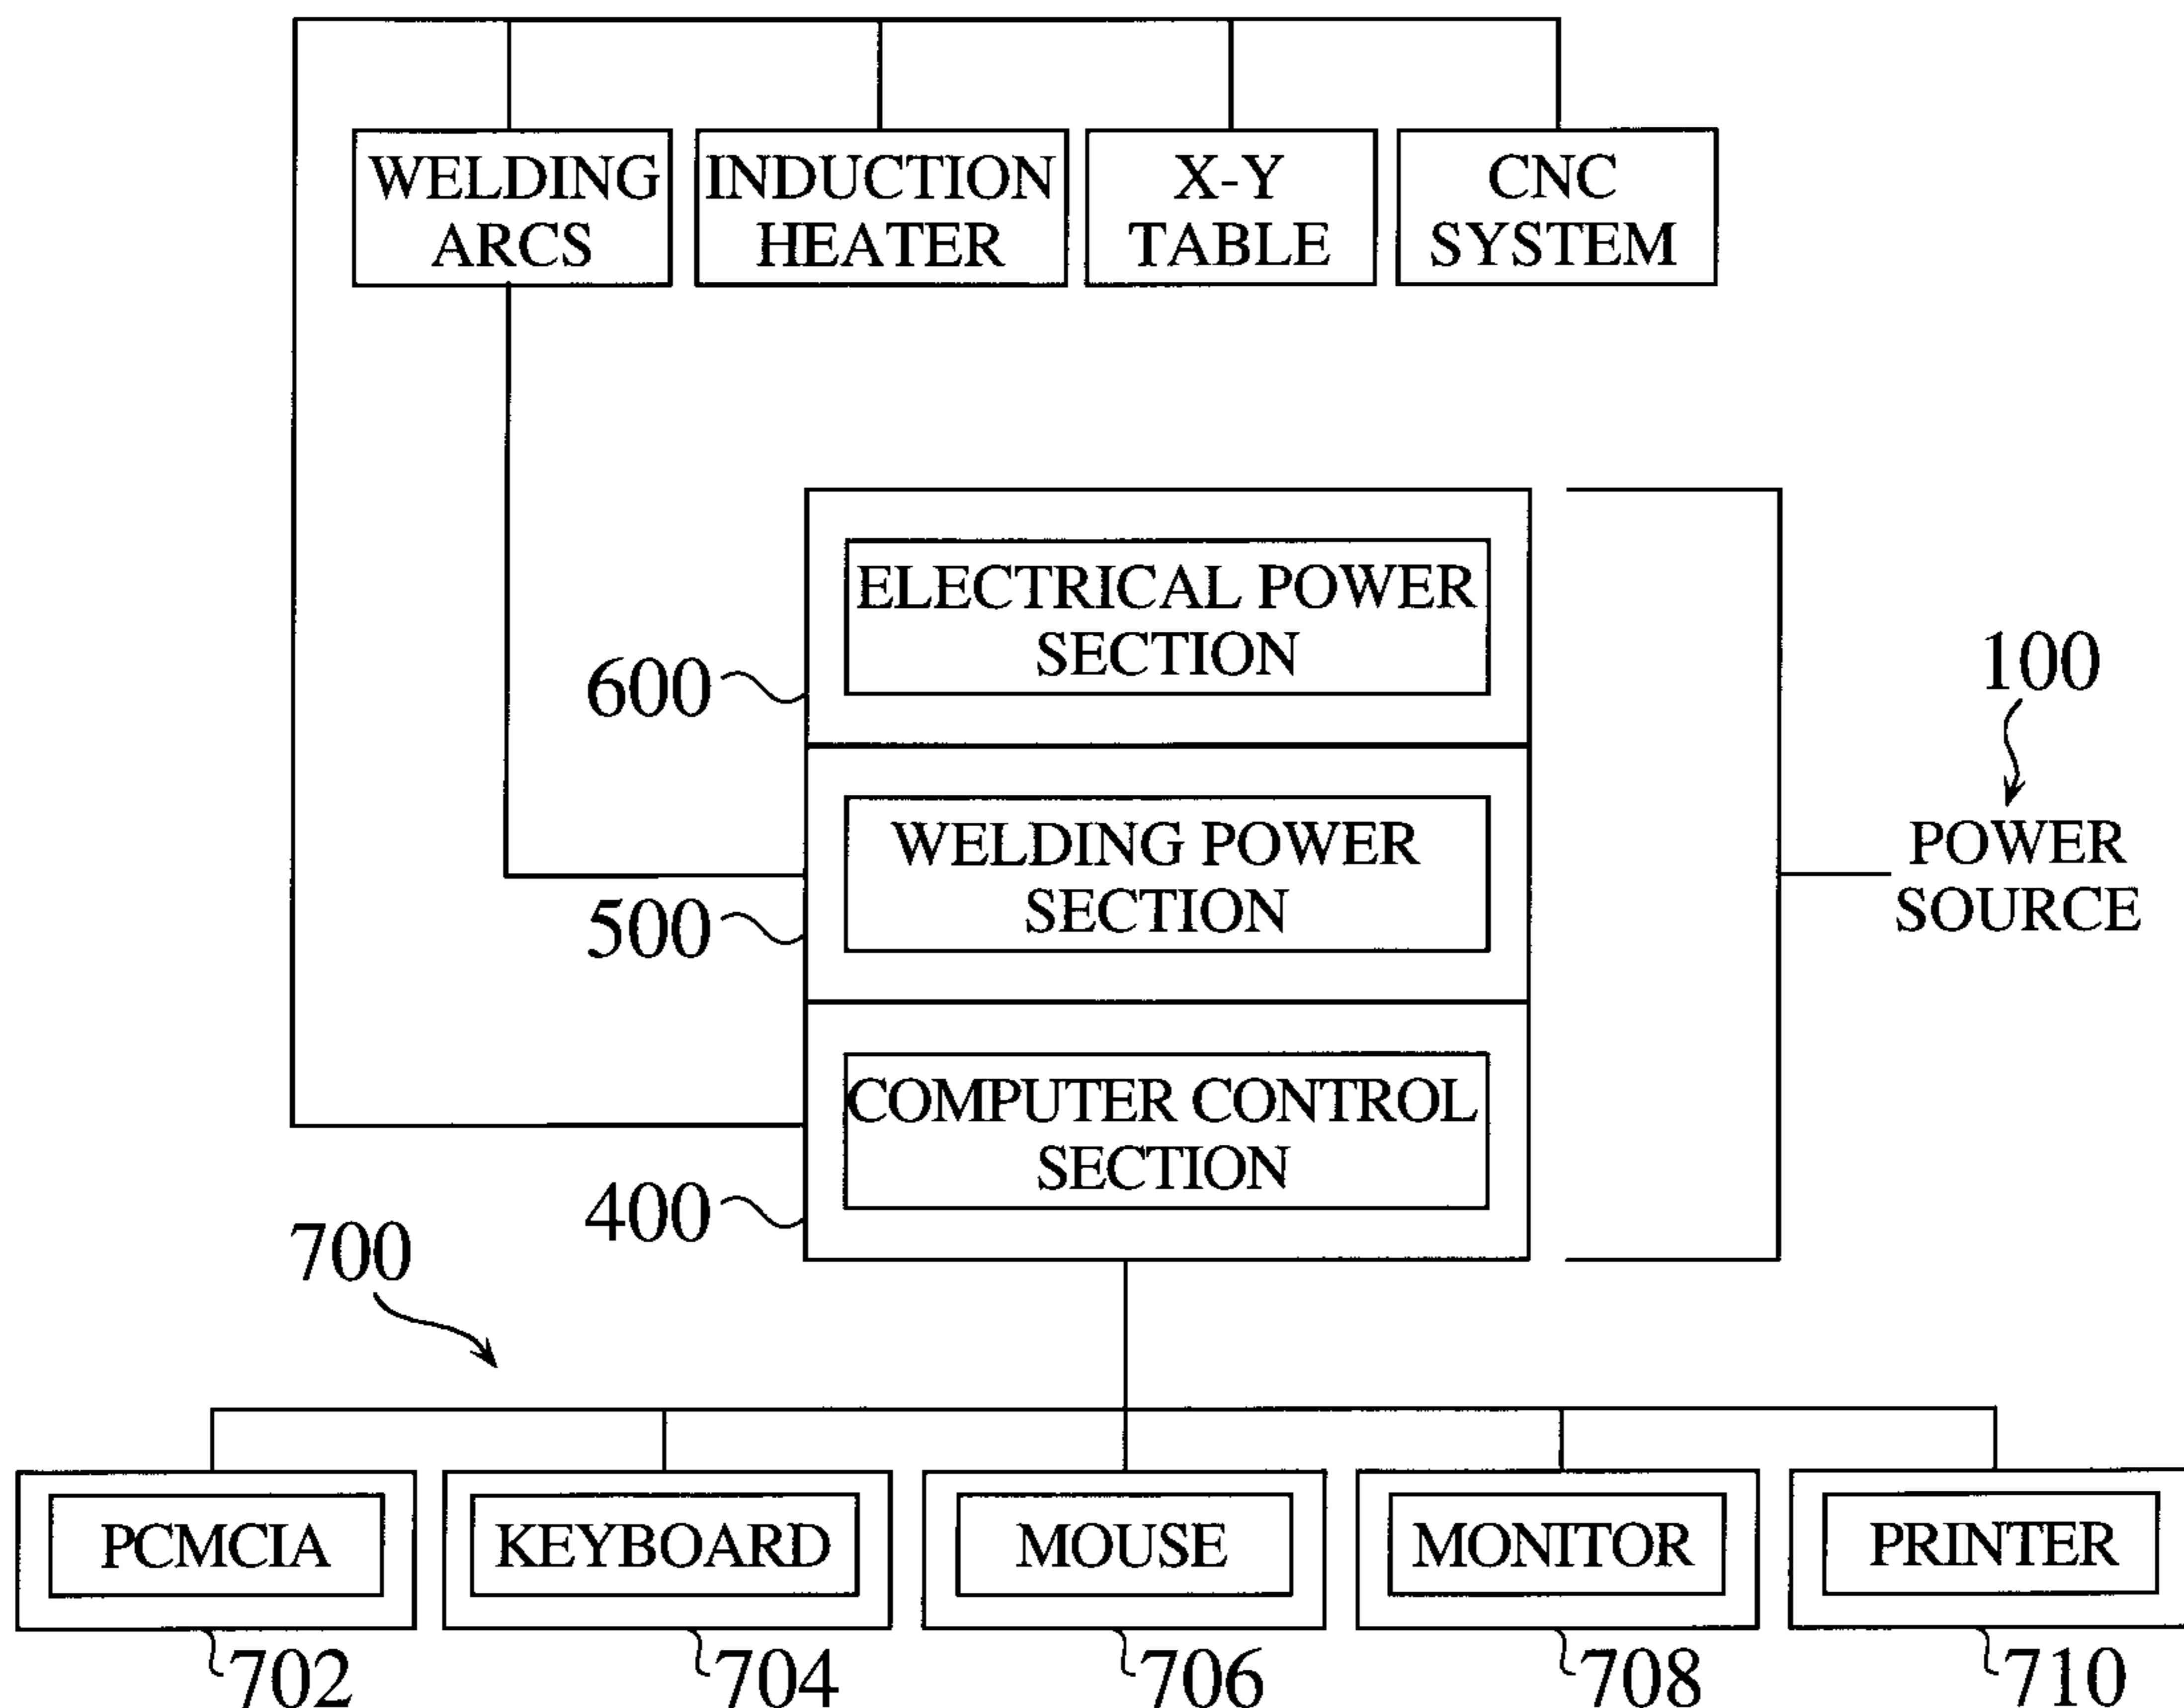 WELDING
ARCS
INDUCTION
HEATER
X-Y
TABLE
CNC
SYSTEM
ELECTRICAL POWER
SECTION
600
100
WELDING POWER
SECTION
POWER
SOURCE
500
COMPUTER CONTROL
SECTION
400
700
PCMCIA
KEYBOARD
MOUSE
MONITOR
PRINTER
702
704
706
708
710